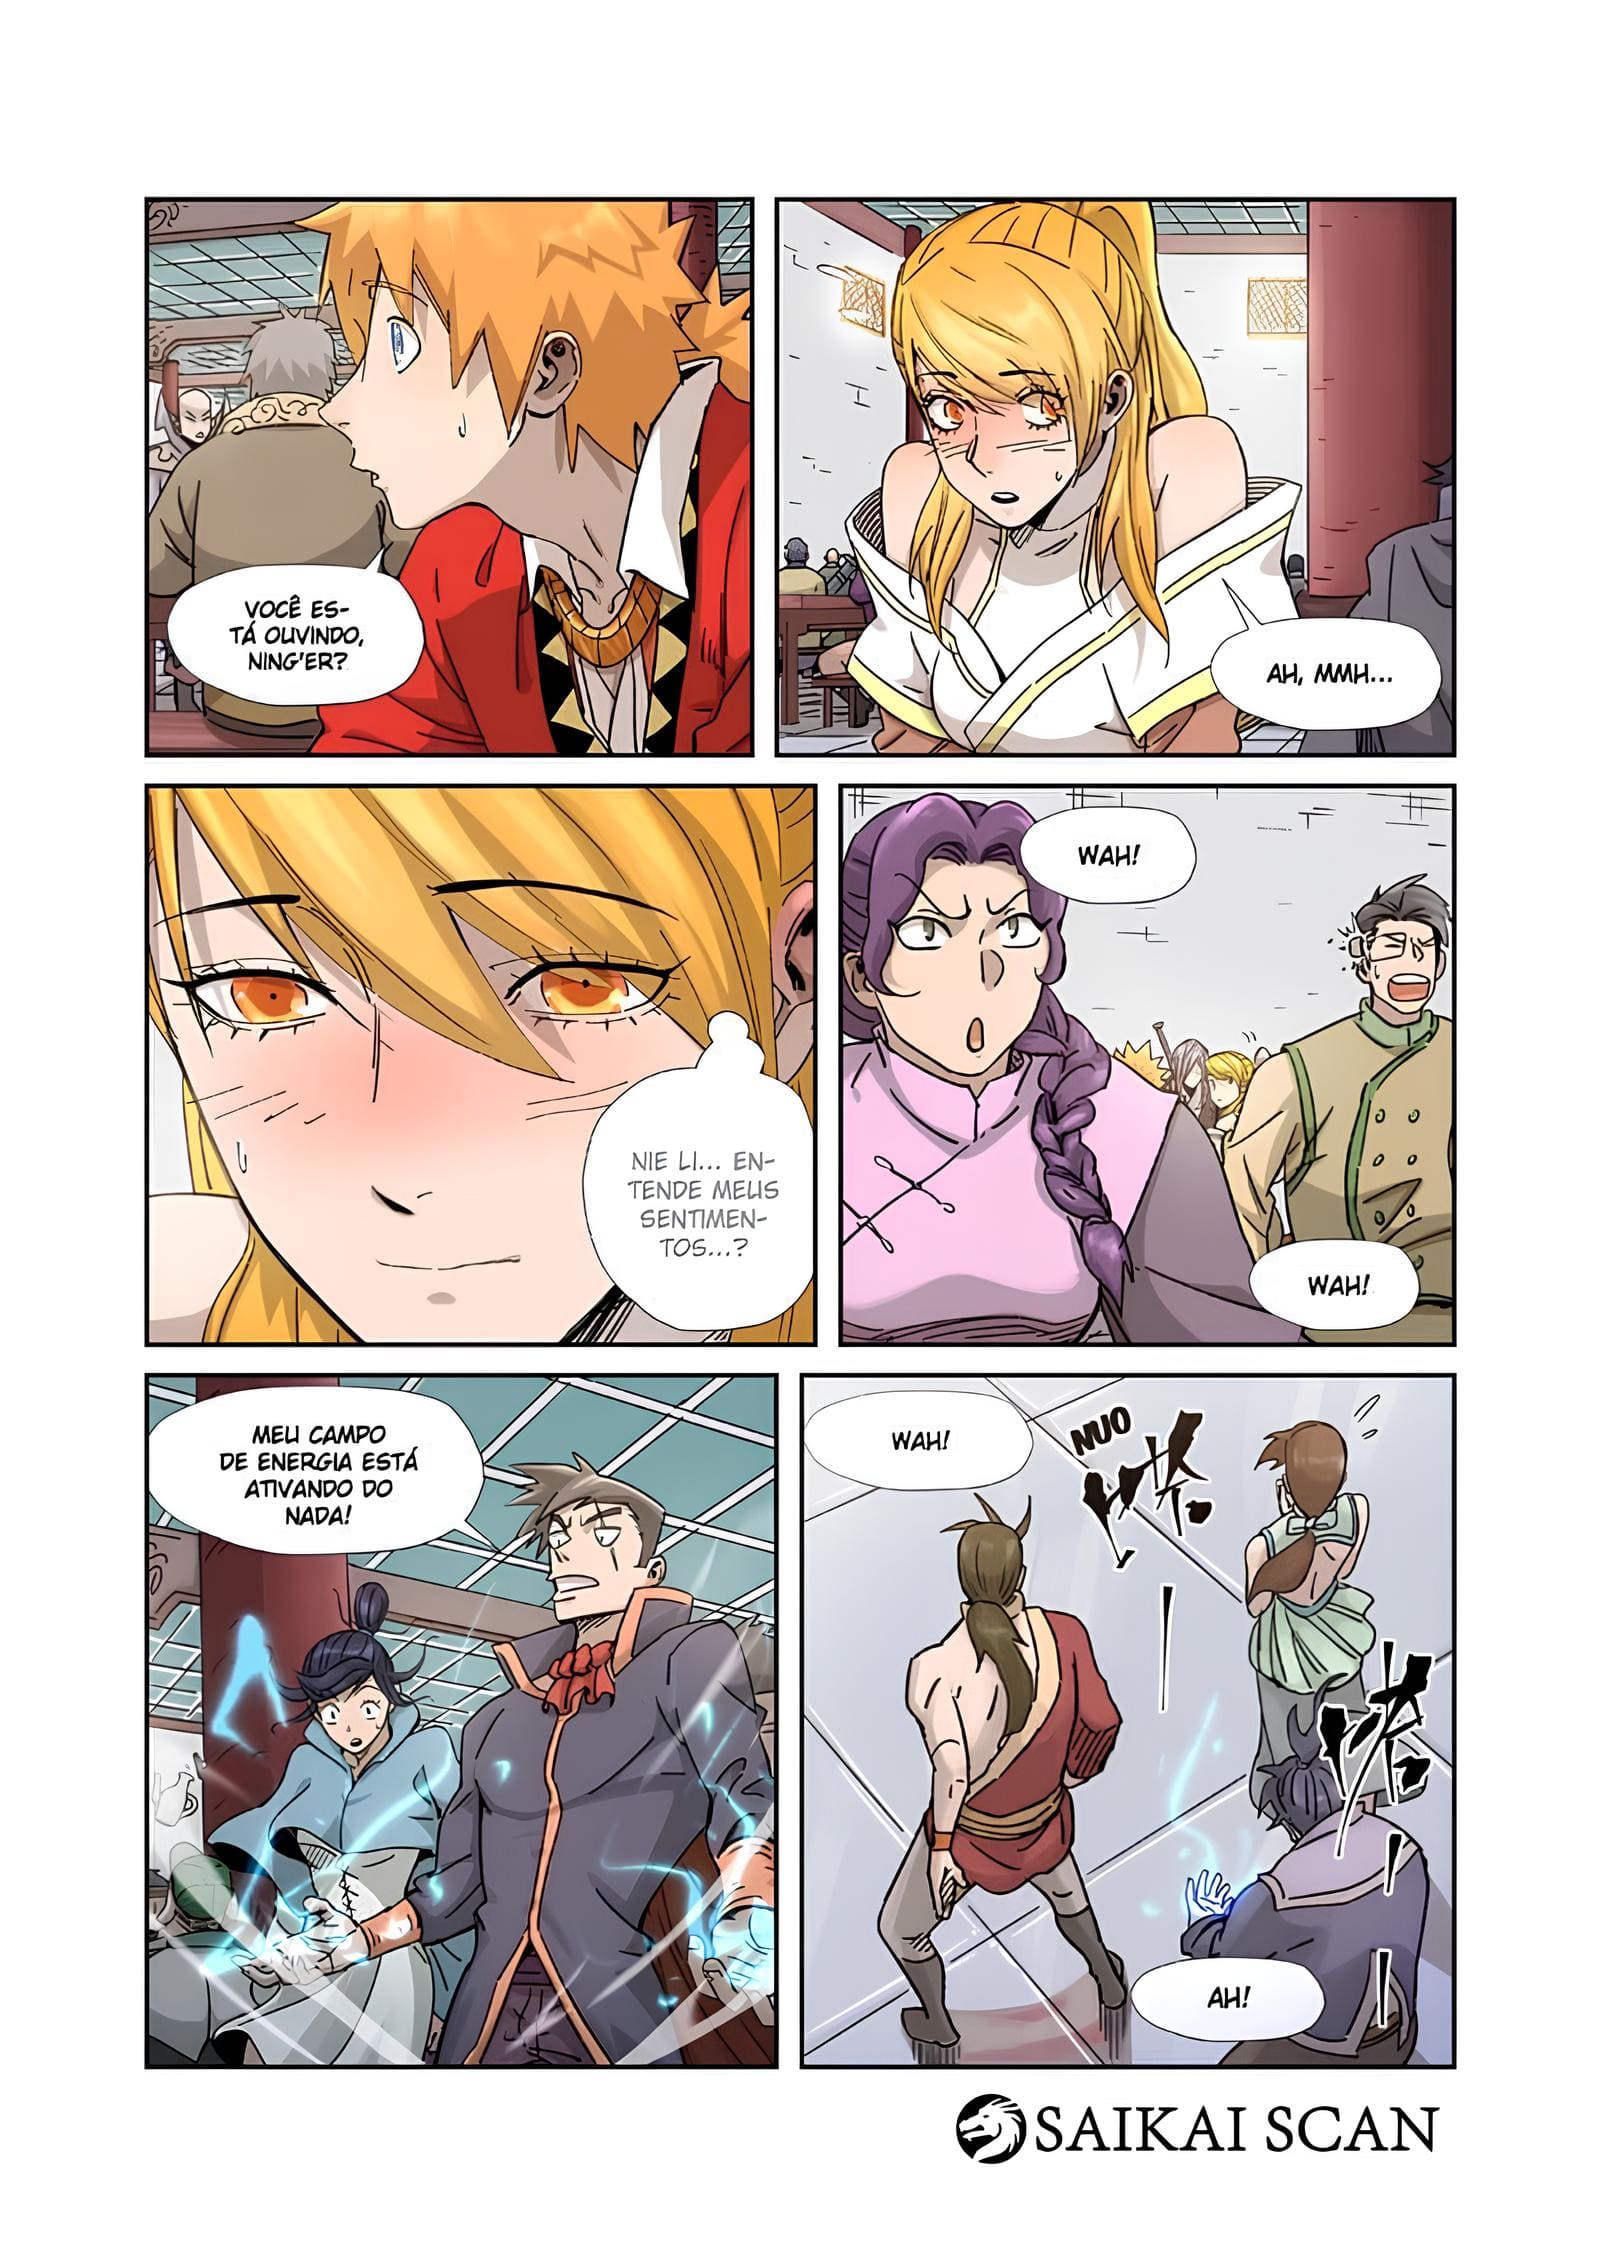 VOCÊ ES-
TÁ OUVINDO,
NING'ER?
AH, MMH...
NIE LI... EN-
TENDE MEUS
SENTIMEN-
TOS...?
WAH!
WAH!
MEU CAMPO
DE ENERGIA ESTÁ
ATIVANDO DO
NADA!
WAH!
NUO
AH!
SAIKAI SCAN